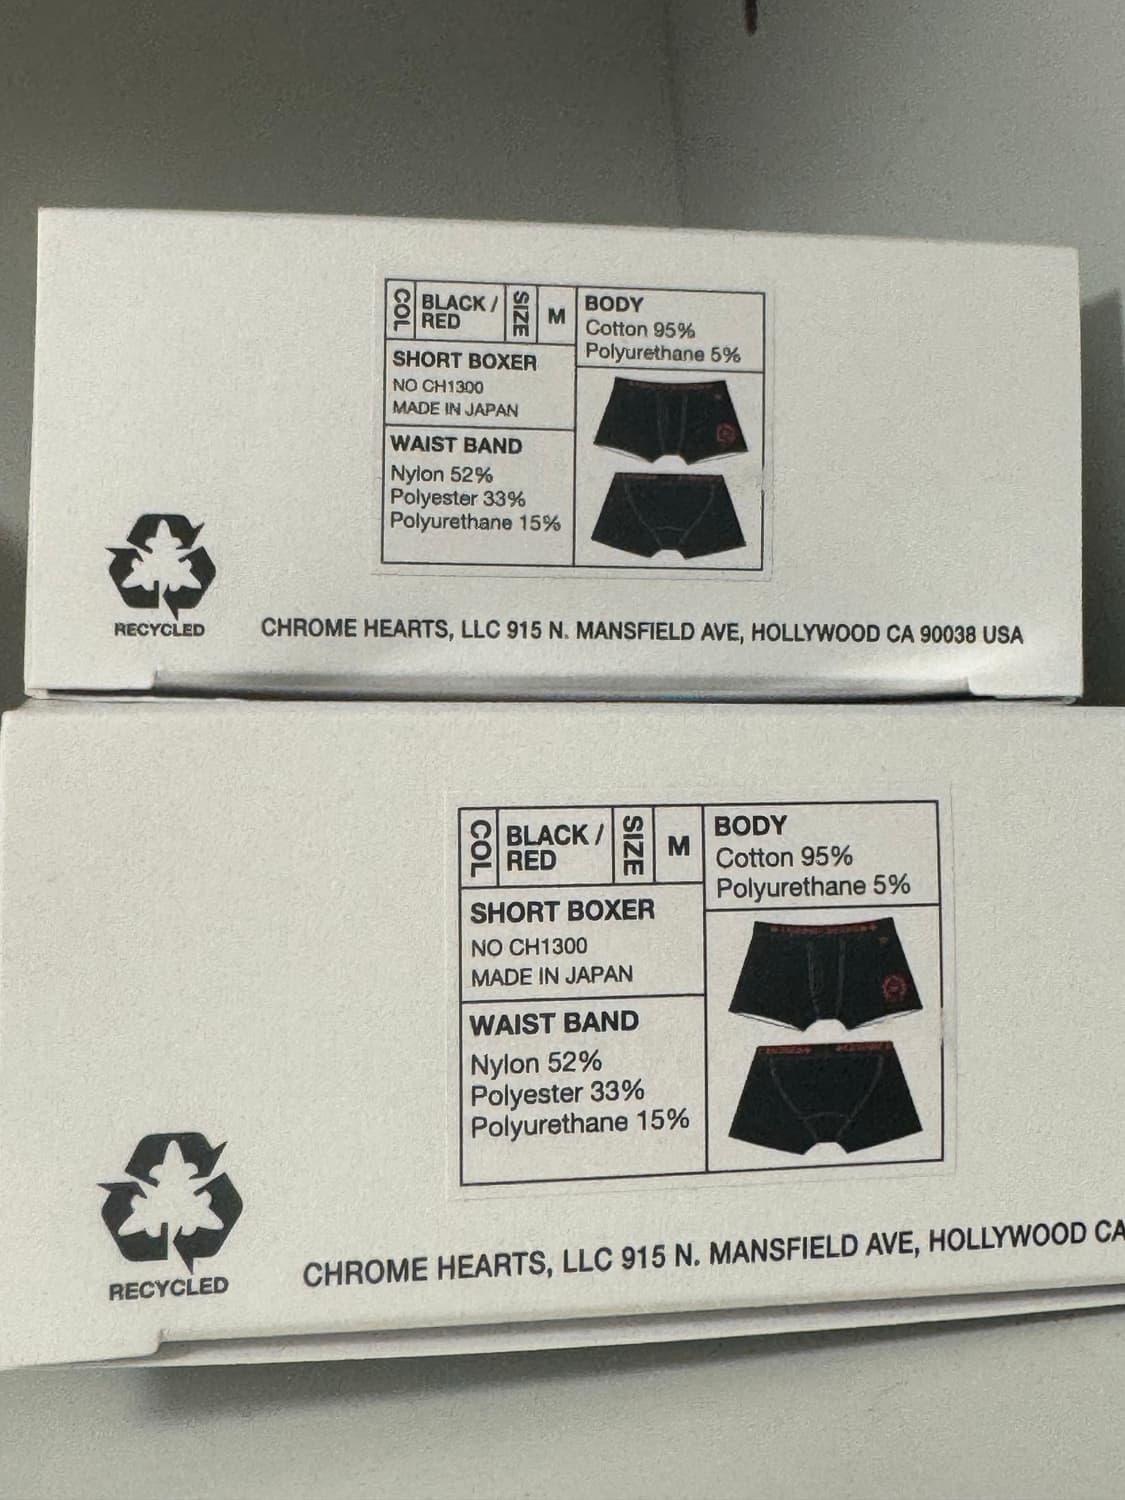 COL
BLACK /
RED
SIZE
M
BODY
Cotton 95%
Polyurethane 5%
SHORT BOXER
NO CH1300
MADE IN JAPAN
WAIST BAND
Nylon 52%
Polyester 33%
Polyurethane 15%
RECYCLED
CHROME HEARTS, LLC 915 N. MANSFIELD AVE, HOLLYWOOD CA 90038 USA
COL
BLACK /
RED
SIZE
M
BODY
Cotton 95%
Polyurethane 5%
SHORT BOXER
NO CH1300
MADE IN JAPAN
WAIST BAND
Nylon 52%
Polyester 33%
Polyurethane 15%
RECYCLED
CHROME HEARTS, LLC 915 N. MANSFIELD AVE, HOLLYWOOD CA